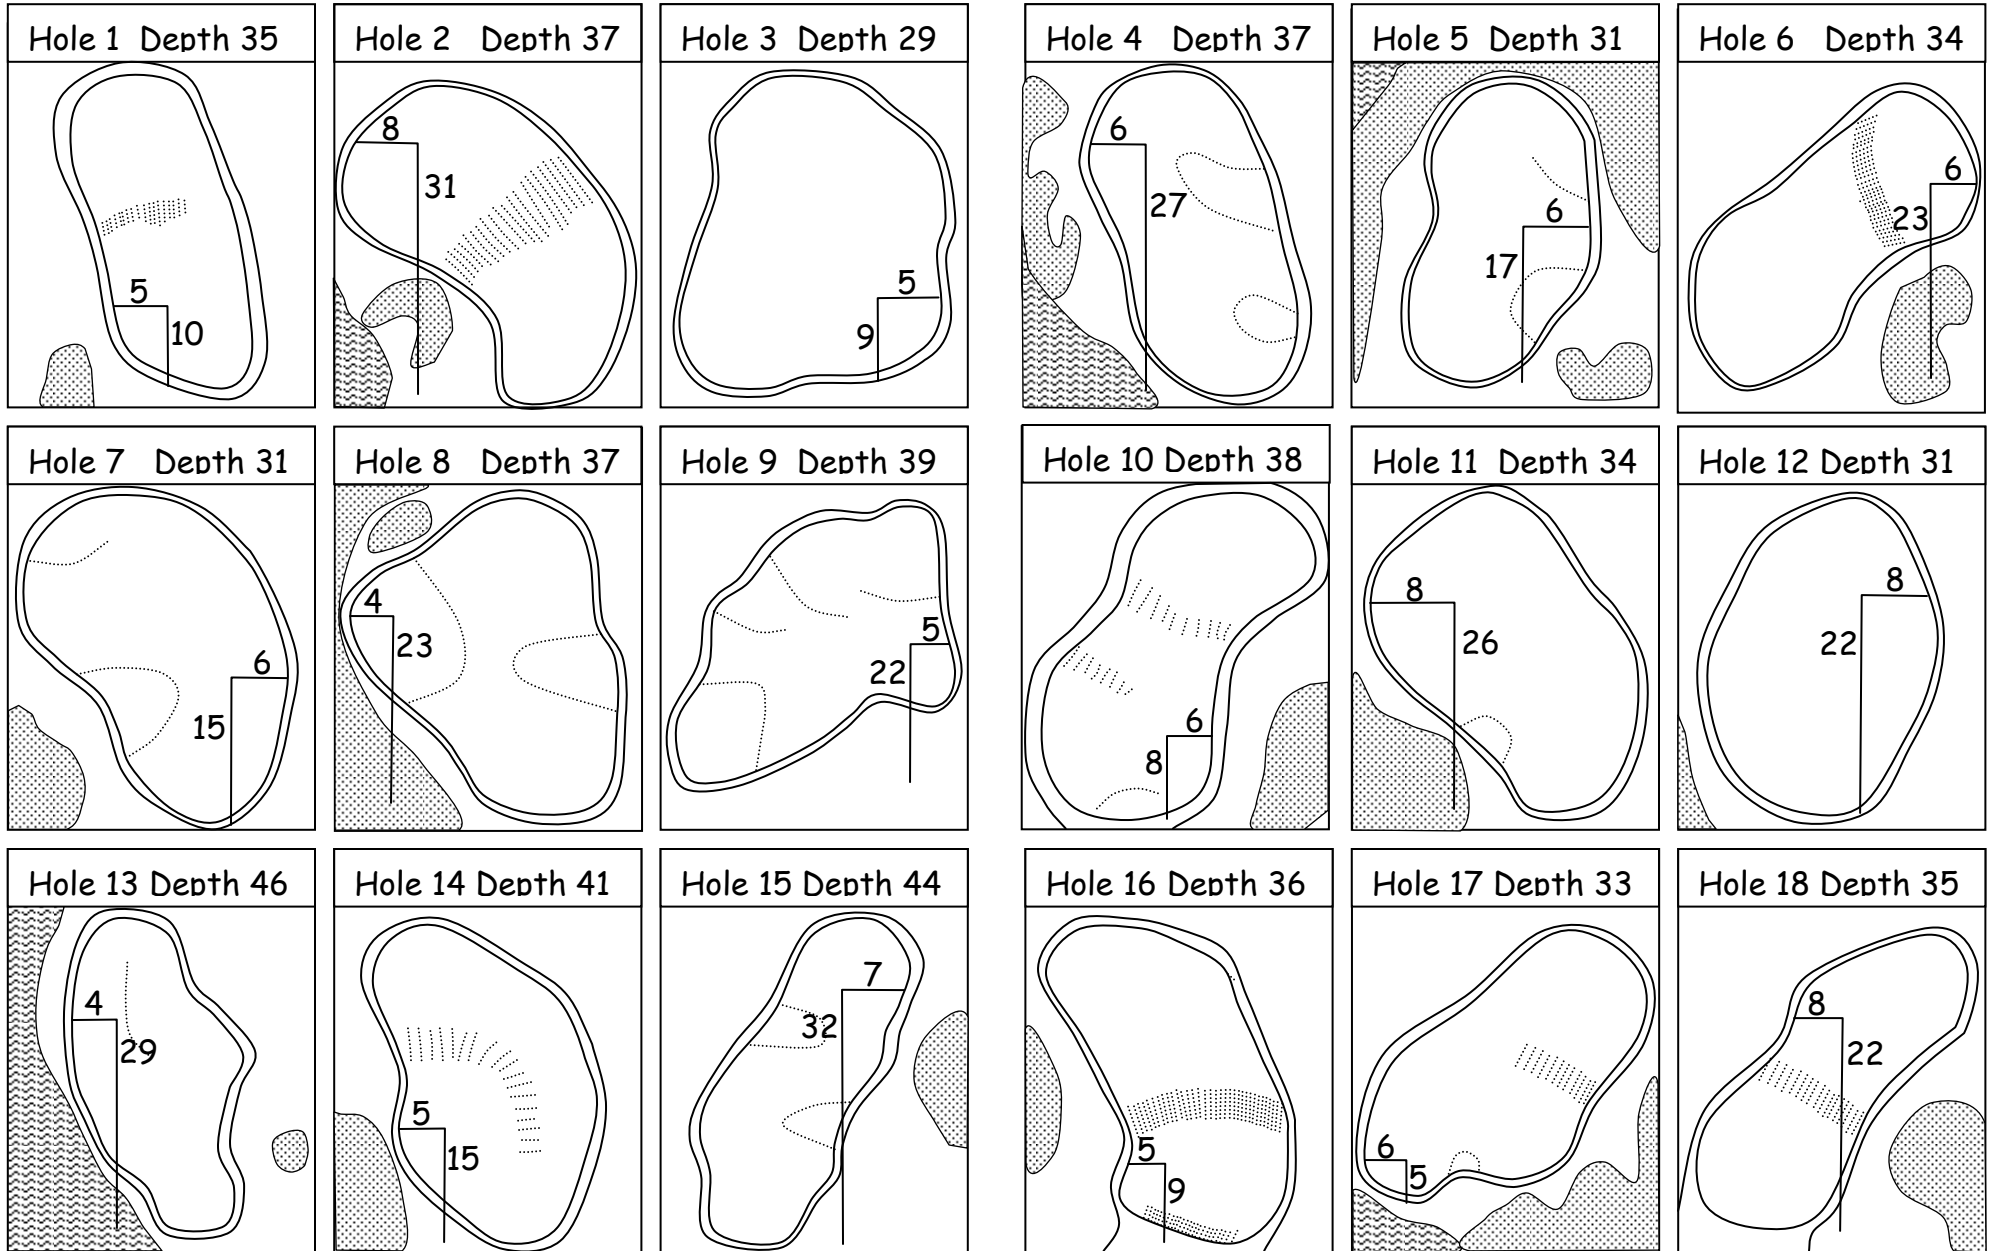 Hole 1 Depth 35
5
10
Hole 2 Depth 37
8
31
Hole 3 Depth 29
5
9
Hole 4 Depth 37
6
27
Hole 5 Depth 31
6
17
Hole 6 Depth 34
6
23
Hole 7 Depth 31
6
15
Hole 8 Depth 37
4
23
Hole 9 Depth 39
5
22
Hole 10 Depth 38
6
8
Hole 11 Depth 34
8
26
Hole 12 Depth 31
8
22
Hole 13 Depth 46
4
29
Hole 14 Depth 41
5
15
Hole 15 Depth 44
7
32
Hole 16 Depth 36
5
9
Hole 17 Depth 33
6
5
Hole 18 Depth 35
8
22